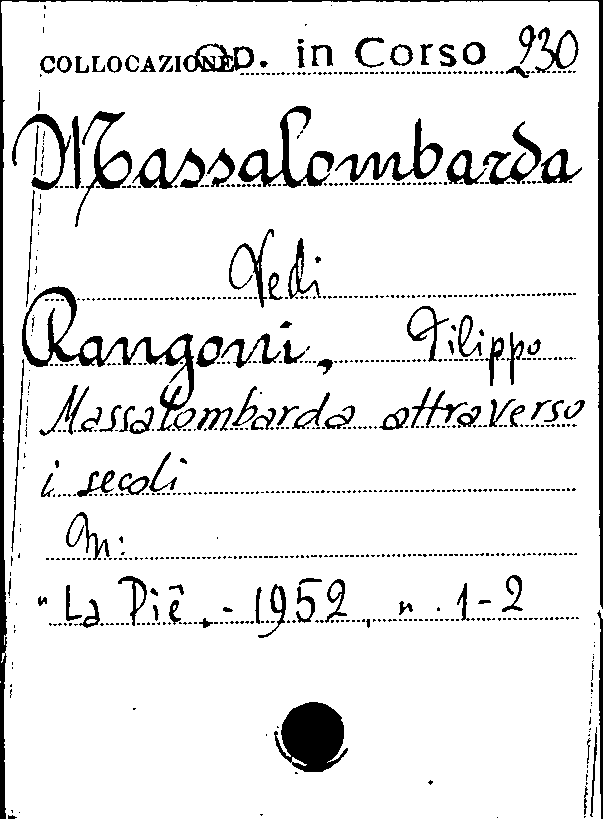 COLLOCAZIONE Op. in Corso 230
Massalombarda
Vedi
Rangoni, Filippo
Massalombarda attraverso
i secoli
In:
"La Piê„ - 1952, n. 1-2